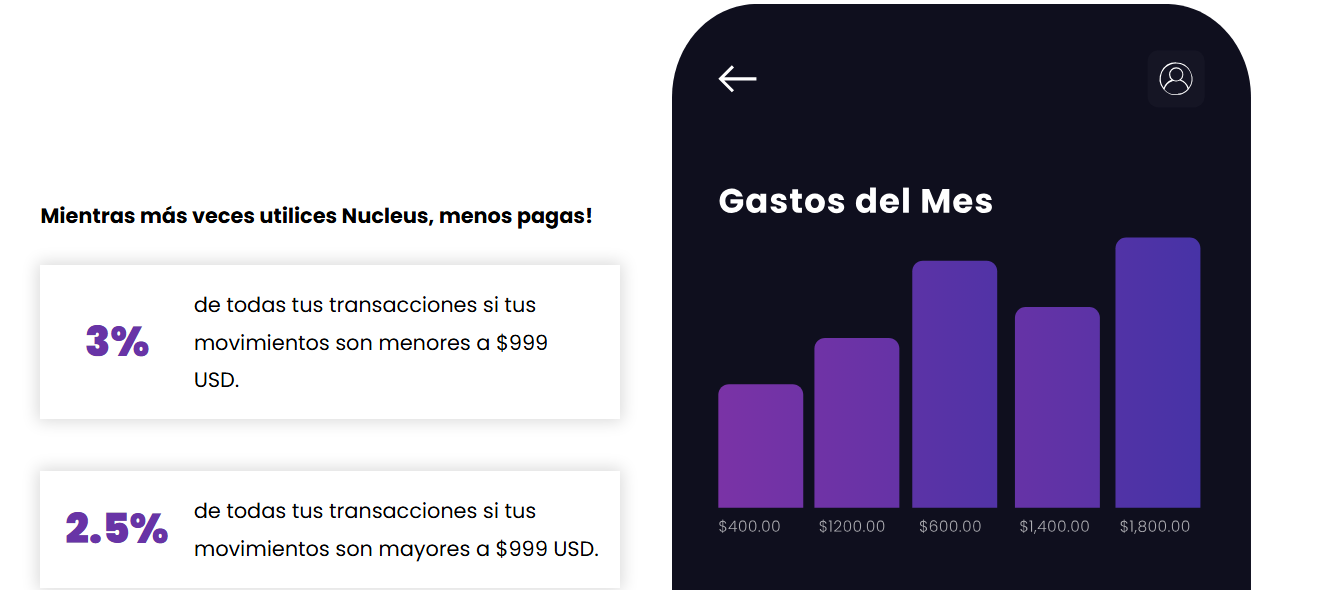 Mientras más veces utilices Nucleus, menos pagas!
3%
de todas tus transacciones si tus
movimientos son menores a $999
USD.
2.5%
de todas tus transacciones si tus
movimientos son mayores a $999 USD.
Gastos del Mes
$400.00 $1200.00 $600.00 $1,400.00 $1,800.00